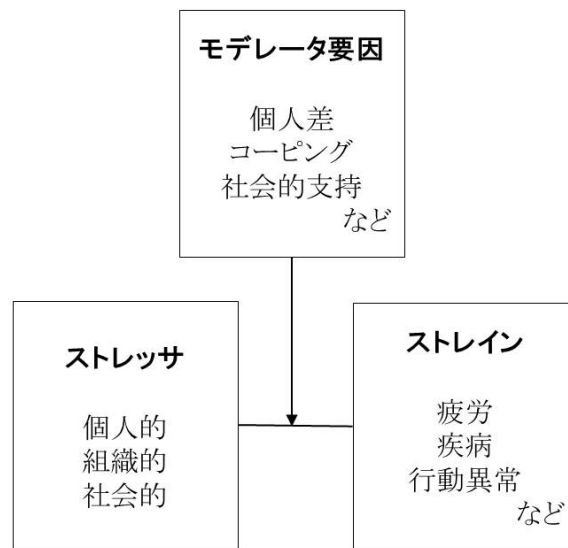 モデレータ要因
個人差
コーピング
社会的支持
など
ストレッサ
個人的
組織的
社会的
ストレイン
疲労
疾病
行動異常
など